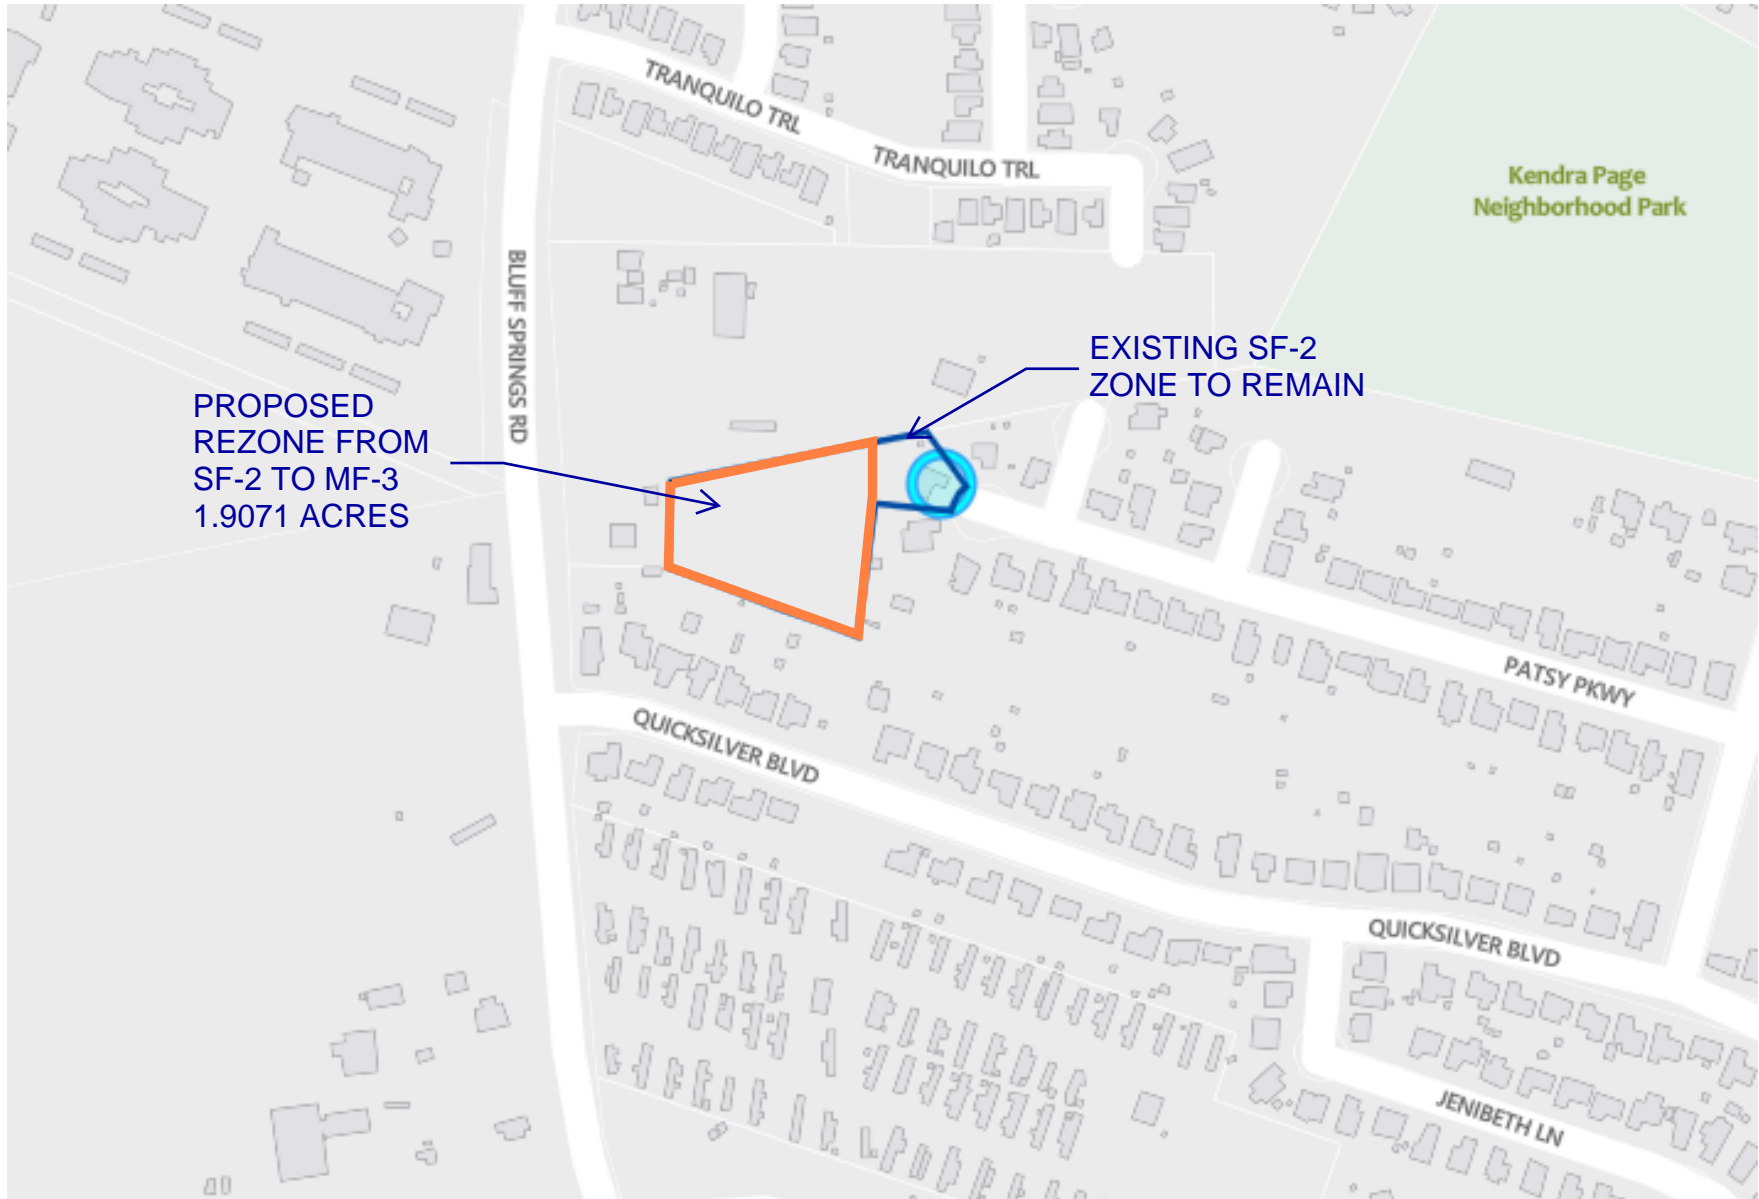 TRANQUILO TRL
TRANQUILO TRL
Kendra Page
Neighborhood Park
BLUFF SPRINGS RD
EXISTING SF-2
ZONE TO REMAIN
PROPOSED
REZONE FROM
SF-2 TO MF-3
1.9071 ACRES
PATSY PKWY
QUICKSILVER BLVD
QUICKSILVER BLVD
JENIBETH LN